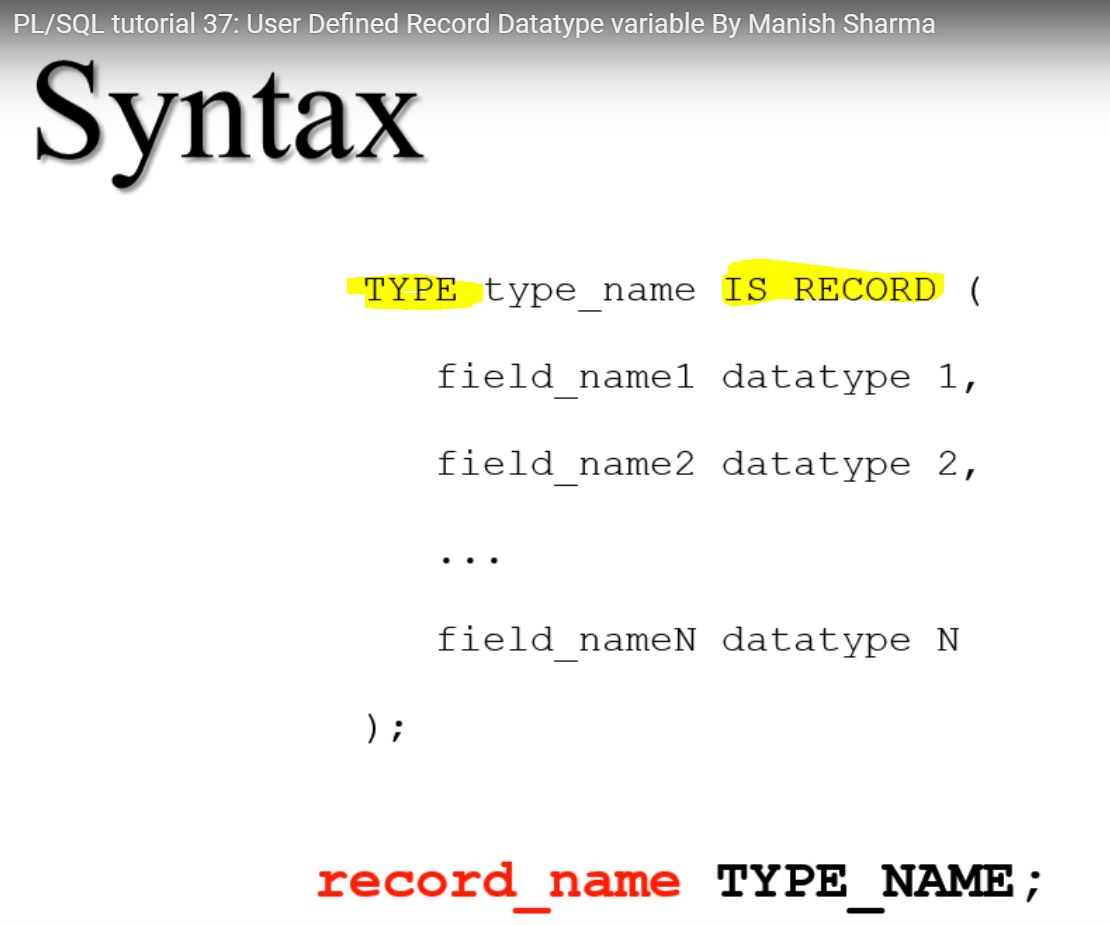 PL/SQL tutorial 37: User Defined Record Datatype variable By Manish Sharma
Syntax
TYPE type_name IS RECORD (
field_name1 datatype 1,
field_name2 datatype 2,
...
field_nameN datatype N
);
record_name TYPE_NAME;